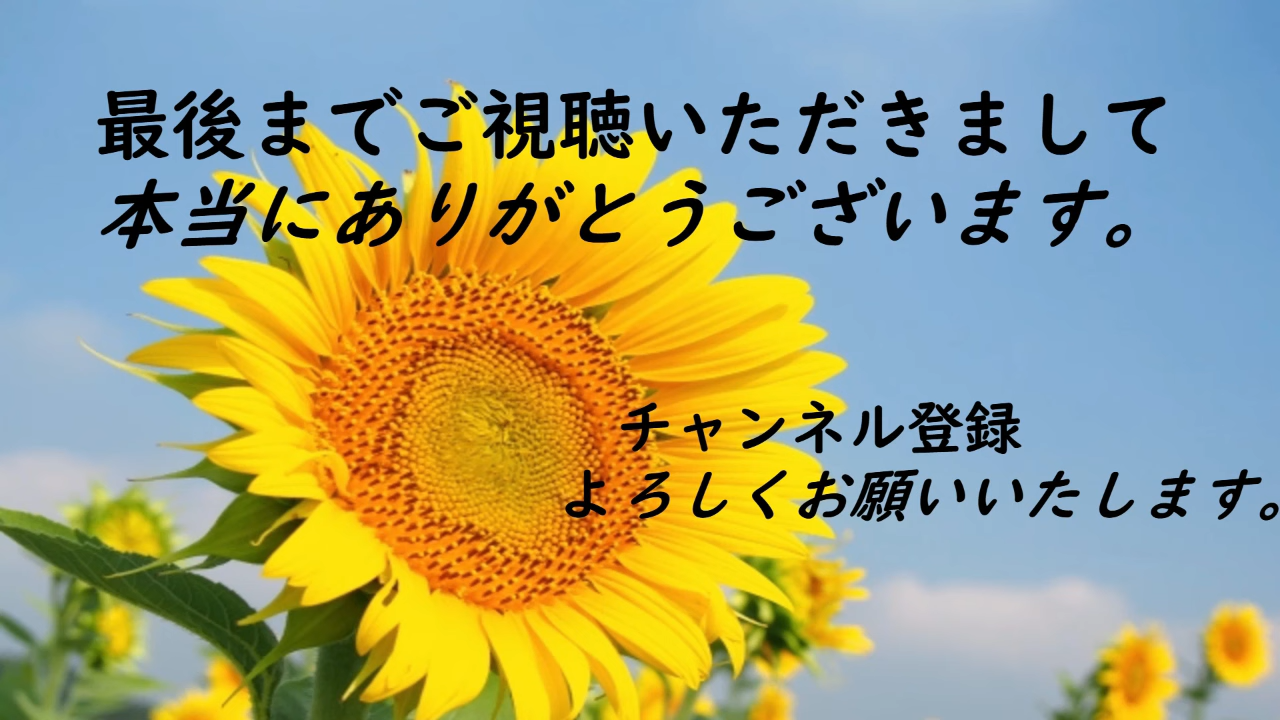 最後までご視聴いただきまして
本当にありがとうございます。
チャンネル登録
よろしくお願いいたします。